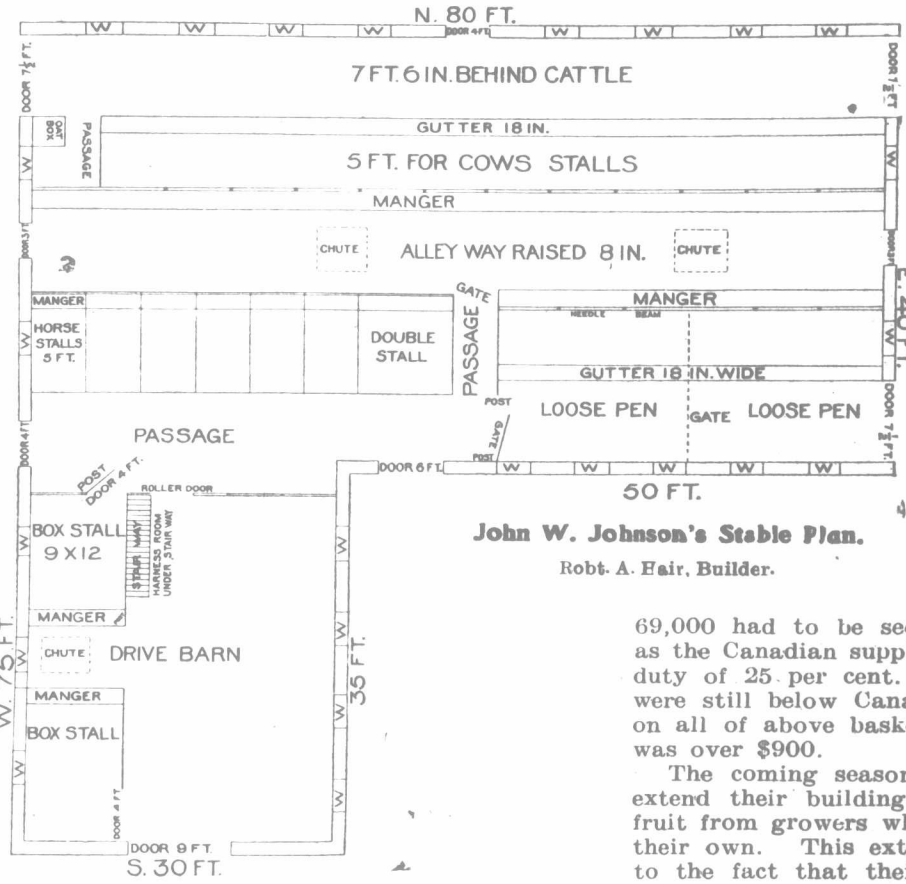 N. 80 FT.
W W W W DOOR 4FT. W W W W
DOOR 7½ FT.
7 FT. 6 IN. BEHIND CATTLE
DOOR 7½ FT
OAT BOX
PASSAGE
GUTTER 18 IN.
W
5 FT. FOR COWS STALLS
W
MANGER
DOOR 3 FT
CHUTE
ALLEY WAY RAISED 8 IN.
CHUTE
DOOR 3 FT
E. 40 FT.
MANGER
GATE
MANGER
NEEDLE BEAM
W
HORSE STALLS 5 FT.
DOUBLE STALL
PASSAGE
W
GUTTER 18 IN. WIDE
POST
LOOSE PEN
GATE
LOOSE PEN
DOOR 7½ FT.
DOOR 4 FT
PASSAGE
GATE
POST
POST
DOOR 4 FT.
DOOR 6 FT.
W W W W W
50 FT.
ROLLER DOOR
BOX STALL
9 X 12
STAIR WAY
HARNESS ROOM
UNDER STAIR WAY
W
W
John W. Johnson's Stable Plan.
Robt. A. Hair, Builder.
MANGER
W. 75 FT.
W
CHUTE
DRIVE BARN
35 FT.
W
MANGER
BOX STALL
W
W
DOOR 4 FT
DOOR 9 FT.
S. 30 FT.
69,000 had to be sec
as the Canadian supp
duty of 25 per cent.
were still below Cana
on all of above bask
was over $900.
The coming season
extend their building
fruit from growers wh
their own. This ext
to the fact that thei